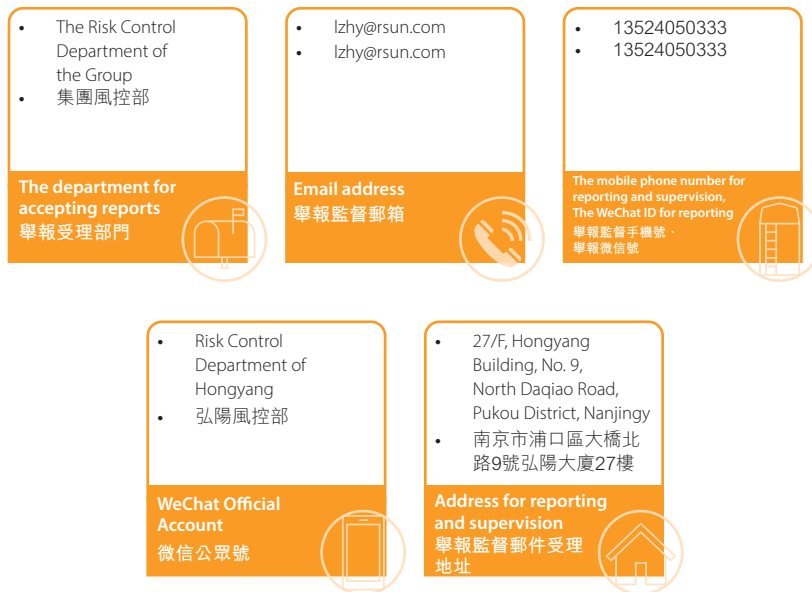 • The Risk Control
Department of
the Group
• 集團風控部
The department for
accepting reports
舉報受理部門
• lzhy@rsun.com
• lzhy@rsun.com
Email address
舉報監督郵箱
• 13524050333
• 13524050333
The mobile phone number for
reporting and supervision,
The WeChat ID for reporting
舉報監督手機號、
舉報微信號
• Risk Control
Department of
Hongyang
• 弘陽風控部
WeChat Official
Account
微信公眾號
• 27/F, Hongyang
Building, No. 9,
North Daqiao Road,
Pukou District, Nanjingy
• 南京市浦口區大橋北
路9號弘陽大廈27樓
Address for reporting
and supervision
舉報監督郵件受理
地址